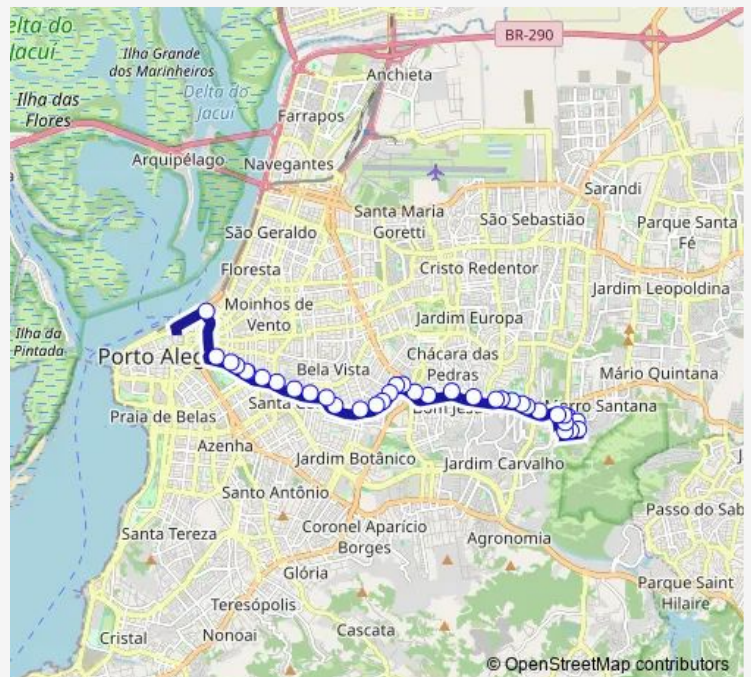 elta do
Jacuí
Ilha Grande
dos Marinheiros
BR-290
Anchieta
Delta do
Jacuí
Ilha das
Flores
Farrapos
Arquipélago
Navegantes
Sarandi
Santa Maria
Goretti
São Sebastião
Parque Santa
Fé
São Geraldo
Floresta
Cristo Redentor
Jardim Leopoldina
Moinhos de
Vento
Jardim Europa
Ilha da
Pintada
Porto Aleg
Chácara das
Pedras
Bela Vista
Mário Quintana
Santa C
Bom Jes
orro Santana
Praia de Belas
Azenha
Jardim Botânico
Jardim Carvalho
Santo Antônio
Passo do Sab
Santa Tereza
Coronel Aparício
Borges
Agronomia
Glória
Parque Saint
Hilaire
Teresópolis
Cristal
Nonoai
Cascata
© OpenStreetMap contributors